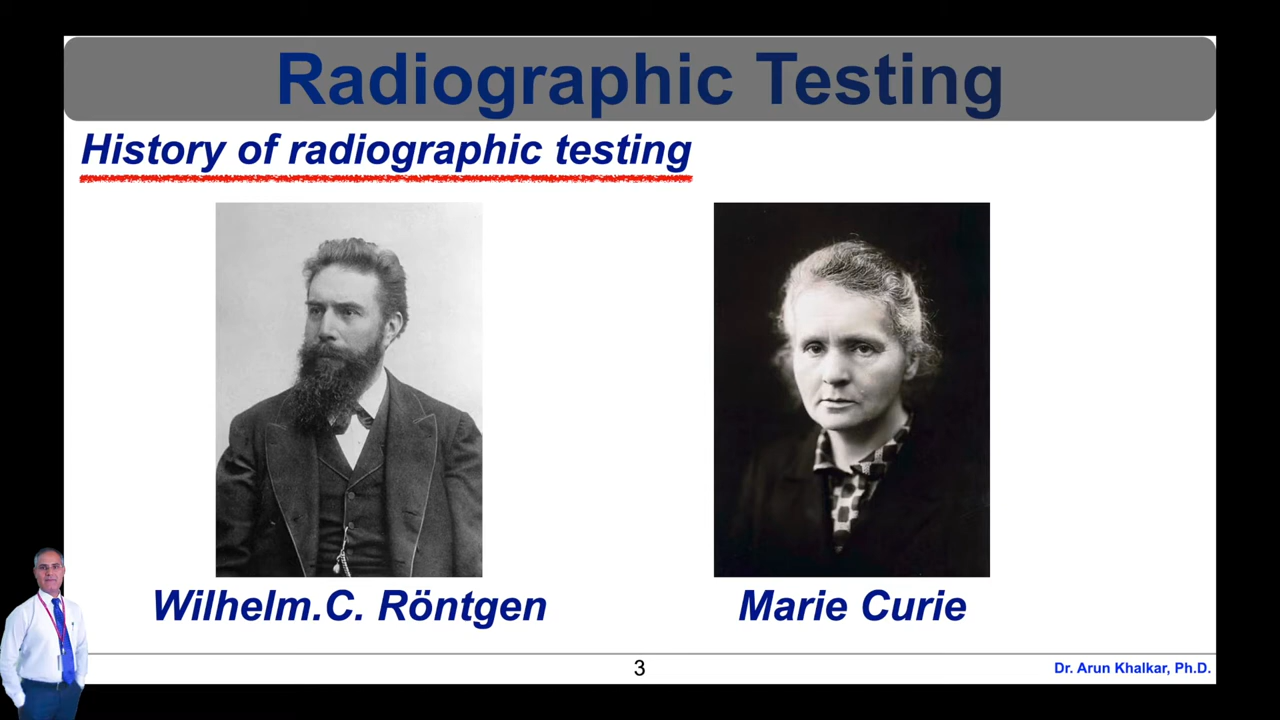 Radiographic Testing
History of radiographic testing
Wilhelm.C. Röntgen
Marie Curie
3
Dr. Arun Khalkar, Ph.D.